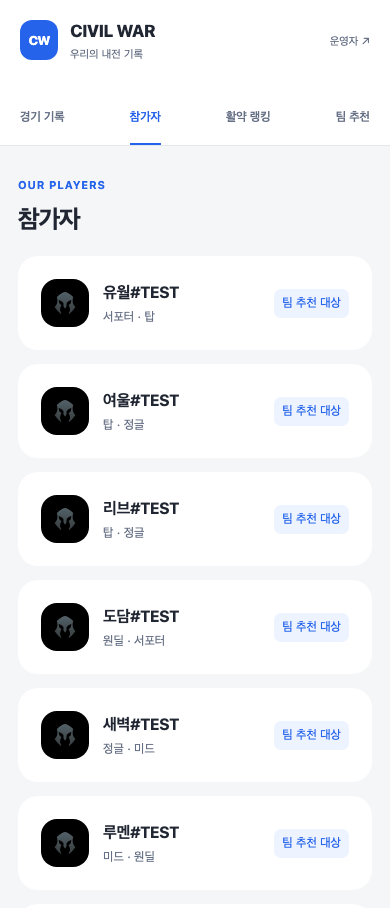 CW
CIVIL WAR
우리의 내전 기록
운영자 ↗
경기 기록 참가자 활약 랭킹 팀 추천
OUR PLAYERS
참가자
유월#TEST
서포터 · 탑
팀 추천 대상
여울#TEST
탑 · 정글
팀 추천 대상
리브#TEST
탑 · 정글
팀 추천 대상
도담#TEST
원딜 · 서포터
팀 추천 대상
새벽#TEST
정글 · 미드
팀 추천 대상
루멘#TEST
미드 · 원딜
팀 추천 대상